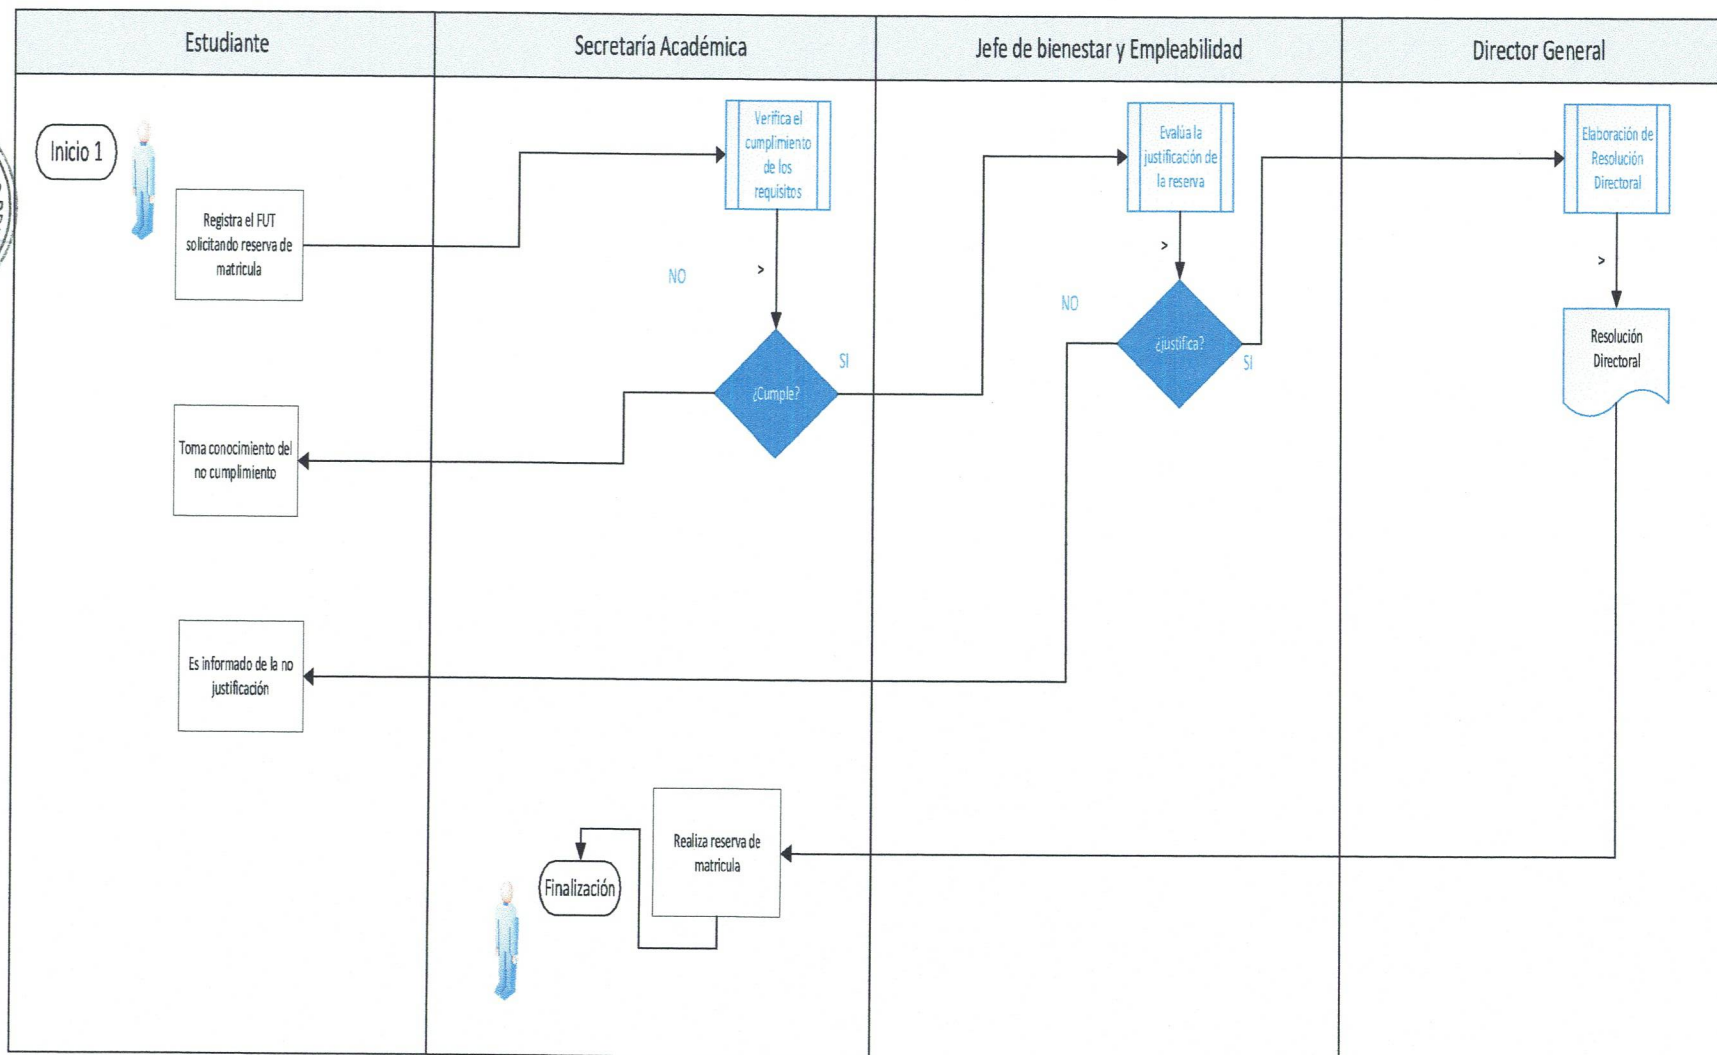 Estudiante
Secretaría Académica
Jefe de bienestar y Empleabilidad
Director General
Inicio 1
Registra el FUT
solicitando reserva de
matricula
Verifica el
cumplimiento
de los
requisitos
NO
>
¿Cumple?
SI
Evalúa la
justificación de
la reserva
>
NO
¿justifica?
SI
Elaboración de
Resolución
Directoral
>
Resolución
Directoral
Toma conocimiento del
no cumplimiento
Es informado de la no
justificación
Realiza reserva de
matricula
Finalización